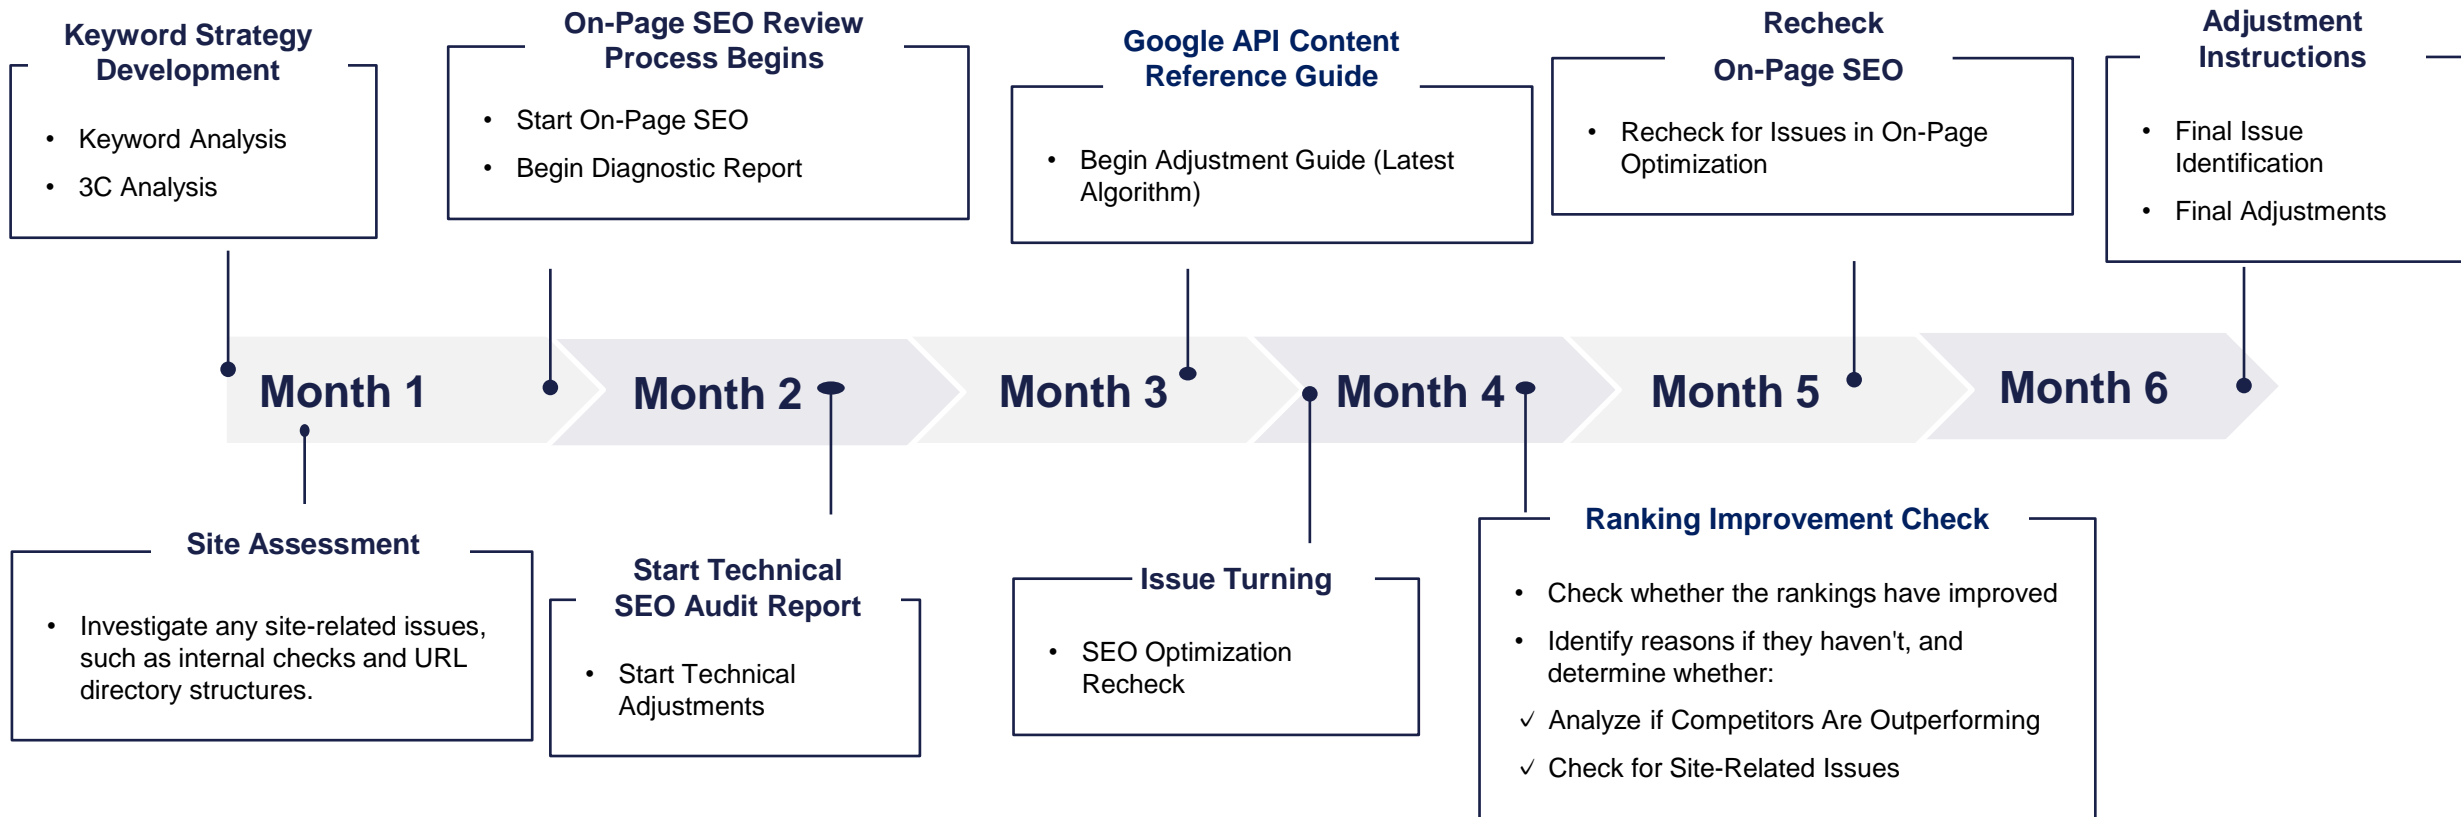 Keyword Strategy
Development
• Keyword Analysis
• 3C Analysis
On-Page SEO Review
Process Begins
• Start On-Page SEO
• Begin Diagnostic Report
Google API Content
Reference Guide
• Begin Adjustment Guide (Latest
Algorithm)
Recheck
On-Page SEO
• Recheck for Issues in On-Page
Optimization
Adjustment
Instructions
• Final Issue
Identification
• Final Adjustments
Month 1
Month 2
Month 3
Month 4
Month 5
Month 6
Site Assessment
• Investigate any site-related issues,
such as internal checks and URL
directory structures.
Start Technical
SEO Audit Report
• Start Technical
Adjustments
Issue Turning
• SEO Optimization
Recheck
Ranking Improvement Check
• Check whether the rankings have improved
• Identify reasons if they haven't, and
determine whether:
✓ Analyze if Competitors Are Outperforming
✓ Check for Site-Related Issues